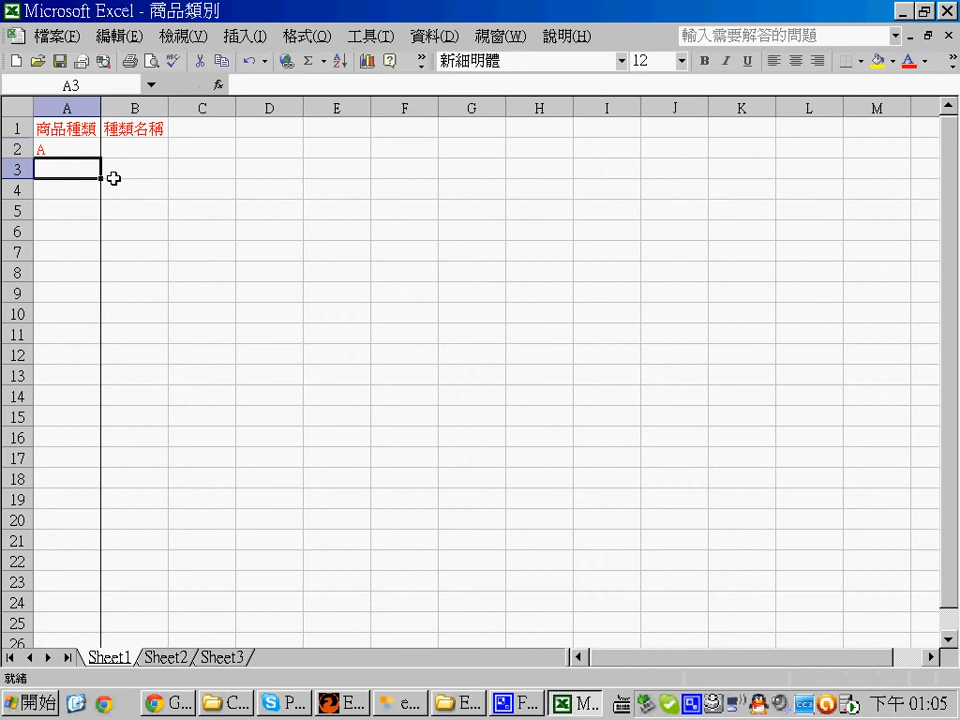 Microsoft Excel - 商品類別
檔案(F) 編輯(E) 檢視(V) 插入(I) 格式(O) 工具(T) 資料(D) 視窗(W) 說明(H) 輸入需要解答的問題
新細明體 12 B I U
A3 fx
A B C D E F G H I J K L M
1 商品種類 種類名稱
2 A
3
4
5
6
7
8
9
10
11
12
13
14
15
16
17
18
19
20
21
22
23
24
25
26
Sheet1 Sheet2 Sheet3
就緒
開始 G... C... P... E... e... E... F... M... 下午 01:05